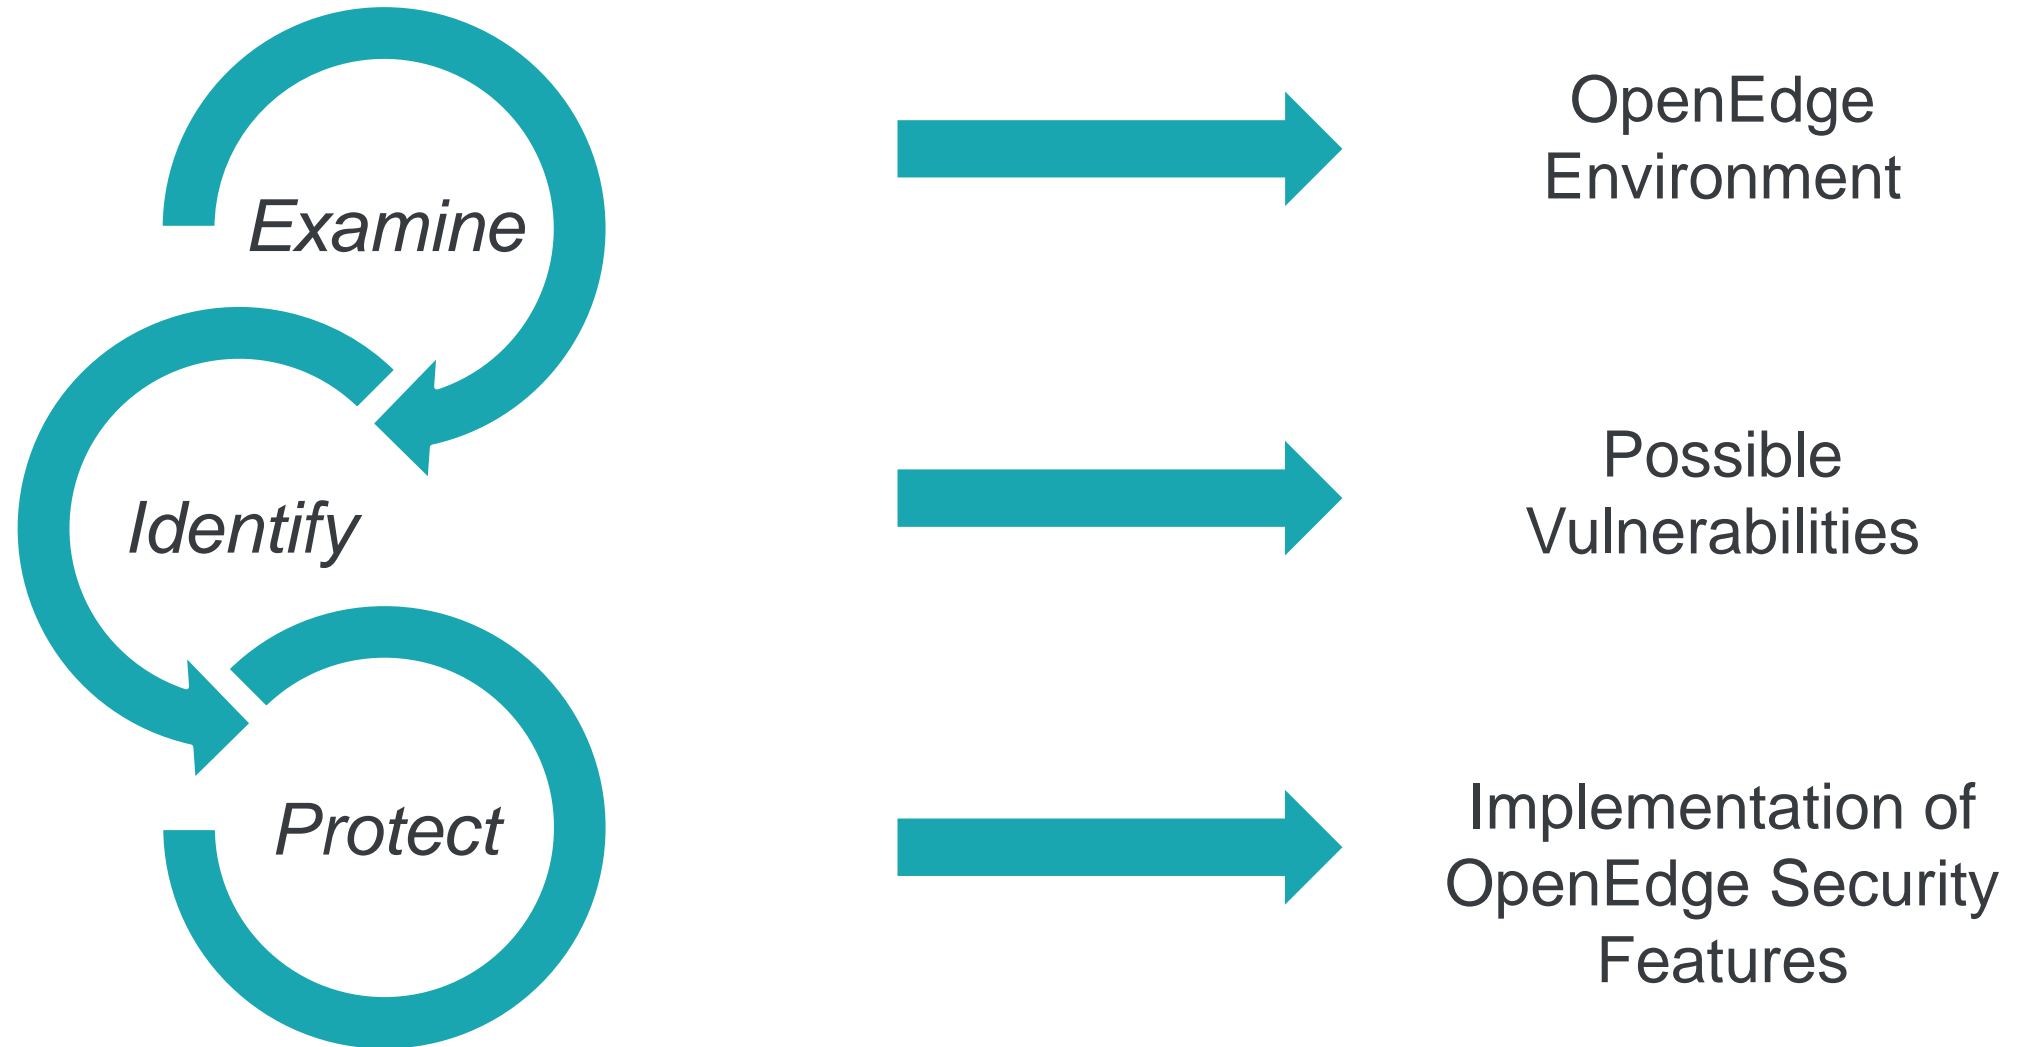 Examine
OpenEdge
Environment
Identify
Possible
Vulnerabilities
Protect
Implementation of
OpenEdge Security
Features